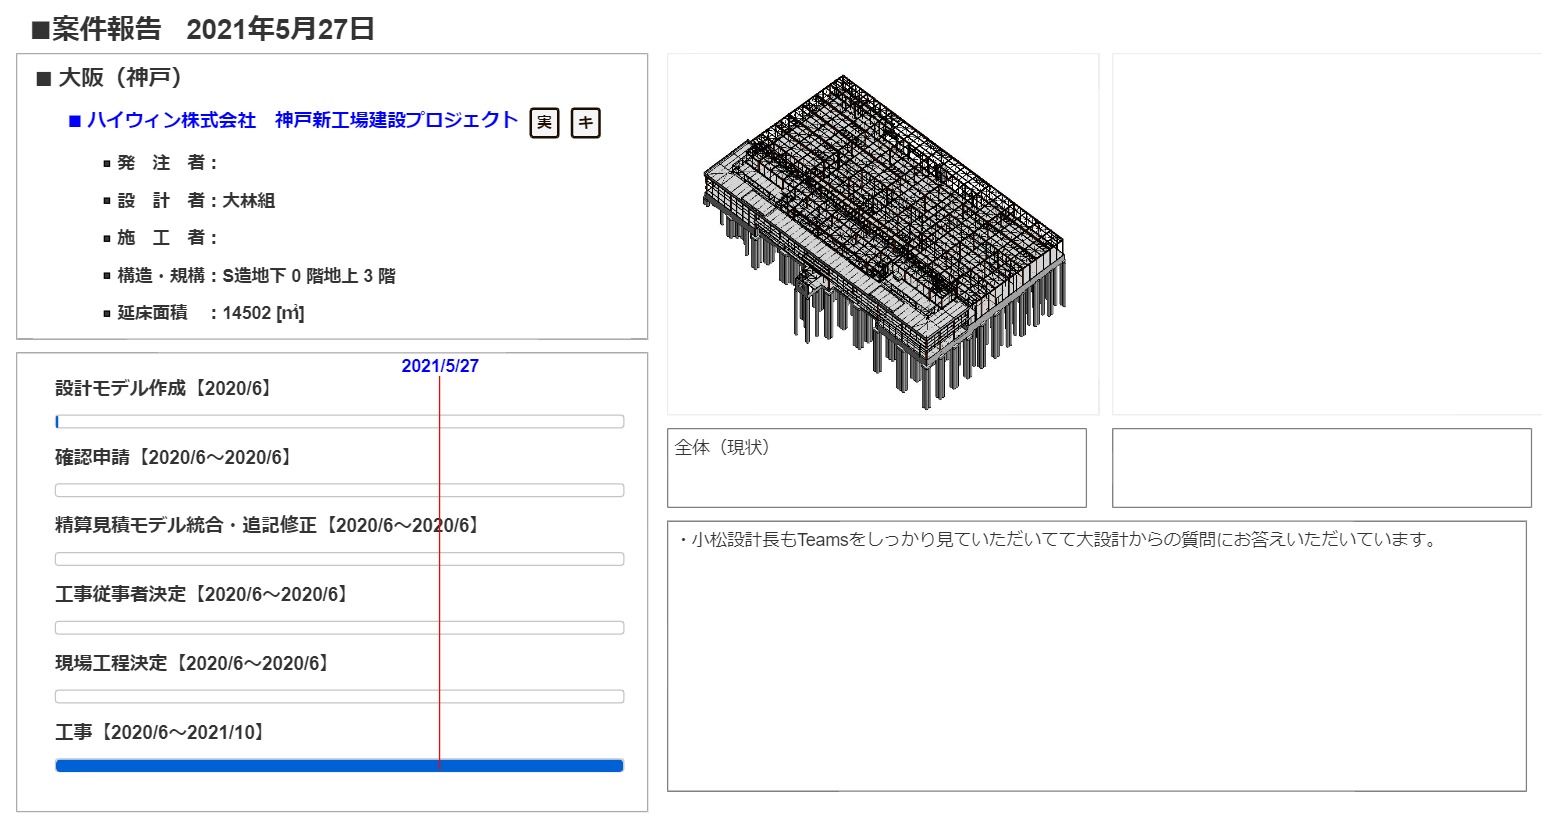 ■案件報告　2021年5月27日
■ 大阪（神戸）
■ ハイウィン株式会社　神戸新工場建設プロジェクト 実 キ
▪ 発　注　者：
▪ 設　計　者：大林組
▪ 施　工　者：
▪ 構造・規構：S造地下 0 階地上 3 階
▪ 延床面積　：14502 [㎡]
2021/5/27
設計モデル作成【2020/6】
確認申請【2020/6～2020/6】
精算見積モデル統合・追記修正【2020/6～2020/6】
工事従事者決定【2020/6～2020/6】
現場工程決定【2020/6～2020/6】
工事【2020/6～2021/10】
全体（現状）
・小松設計長もTeamsをしっかり見ていただいてて大設計からの質問にお答えいただいています。